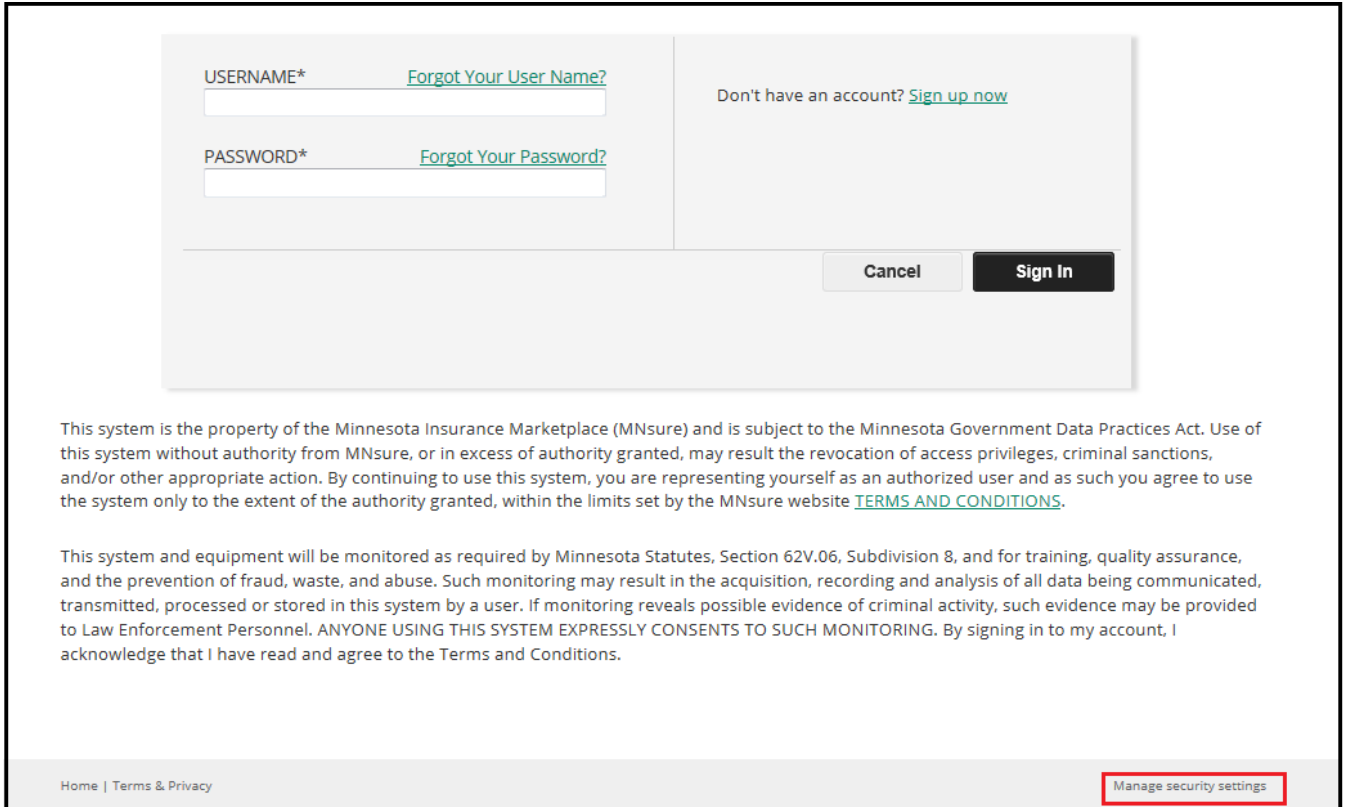 USERNAME* Forgot Your User Name?
Don't have an account? Sign up now
PASSWORD* Forgot Your Password?
Cancel Sign In
This system is the property of the Minnesota Insurance Marketplace (MNsure) and is subject to the Minnesota Government Data Practices Act. Use of
this system without authority from MNsure, or in excess of authority granted, may result the revocation of access privileges, criminal sanctions,
and/or other appropriate action. By continuing to use this system, you are representing yourself as an authorized user and as such you agree to use
the system only to the extent of the authority granted, within the limits set by the MNsure website TERMS AND CONDITIONS.
This system and equipment will be monitored as required by Minnesota Statutes, Section 62V.06, Subdivision 8, and for training, quality assurance,
and the prevention of fraud, waste, and abuse. Such monitoring may result in the acquisition, recording and analysis of all data being communicated,
transmitted, processed or stored in this system by a user. If monitoring reveals possible evidence of criminal activity, such evidence may be provided
to Law Enforcement Personnel. ANYONE USING THIS SYSTEM EXPRESSLY CONSENTS TO SUCH MONITORING. By signing in to my account, I
acknowledge that I have read and agree to the Terms and Conditions.
Home | Terms & Privacy Manage security settings